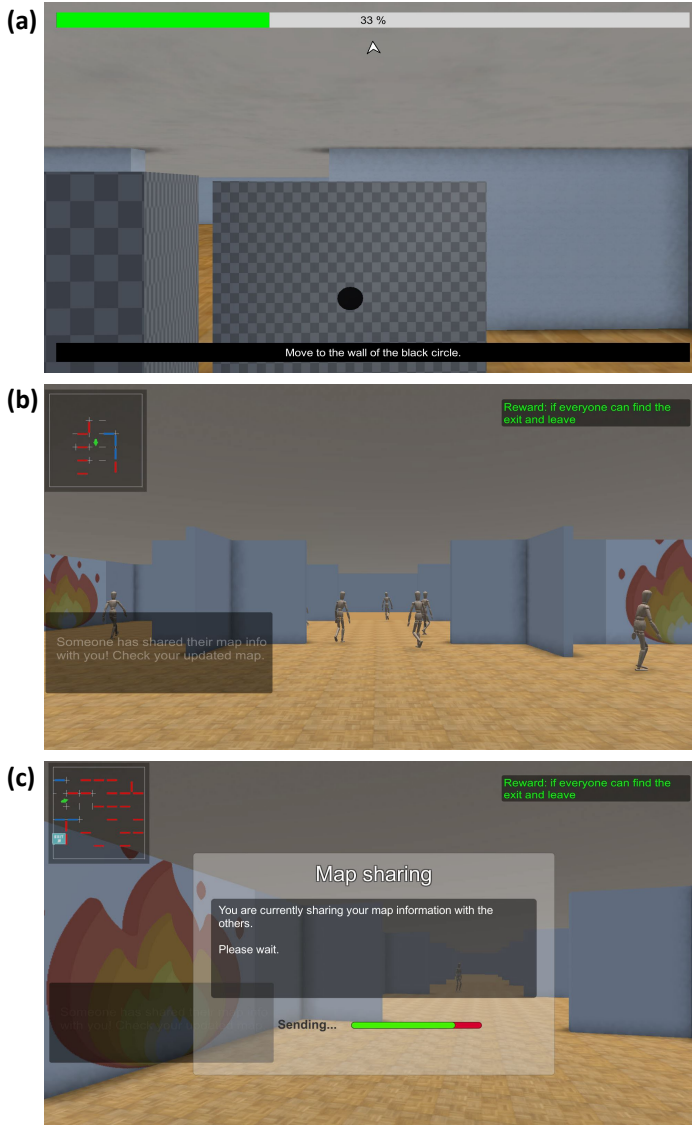 (a)
33 %
Move to the wall of the black circle.
(b)
Reward: if everyone can find the
exit and leave
Someone has shared their map info
with you! Check your updated map.
(c)
Reward: if everyone can find the
exit and leave
Map sharing
You are currently sharing your map information with the
others.
Please wait.
Sending...